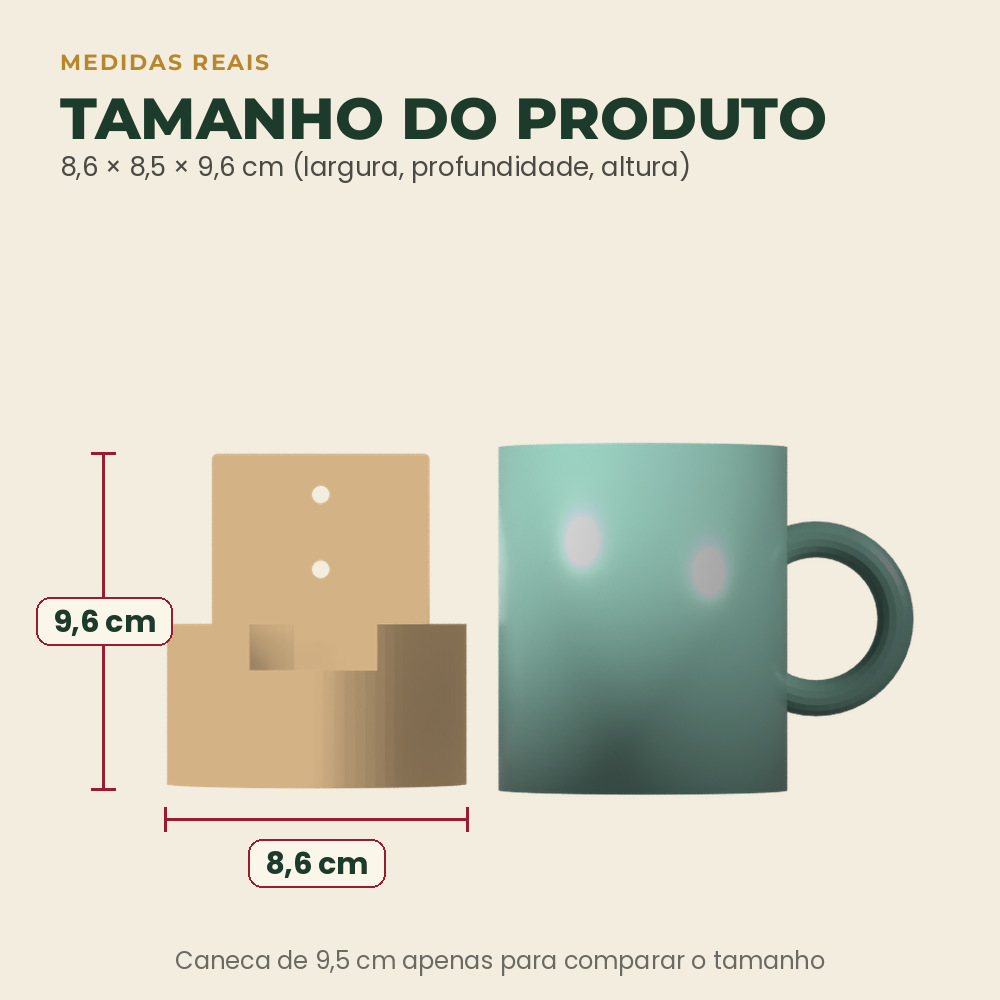 MEDIDAS REAIS
TAMANHO DO PRODUTO
8,6 × 8,5 × 9,6 cm (largura, profundidade, altura)
9,6 cm
8,6 cm
Caneca de 9,5 cm apenas para comparar o tamanho